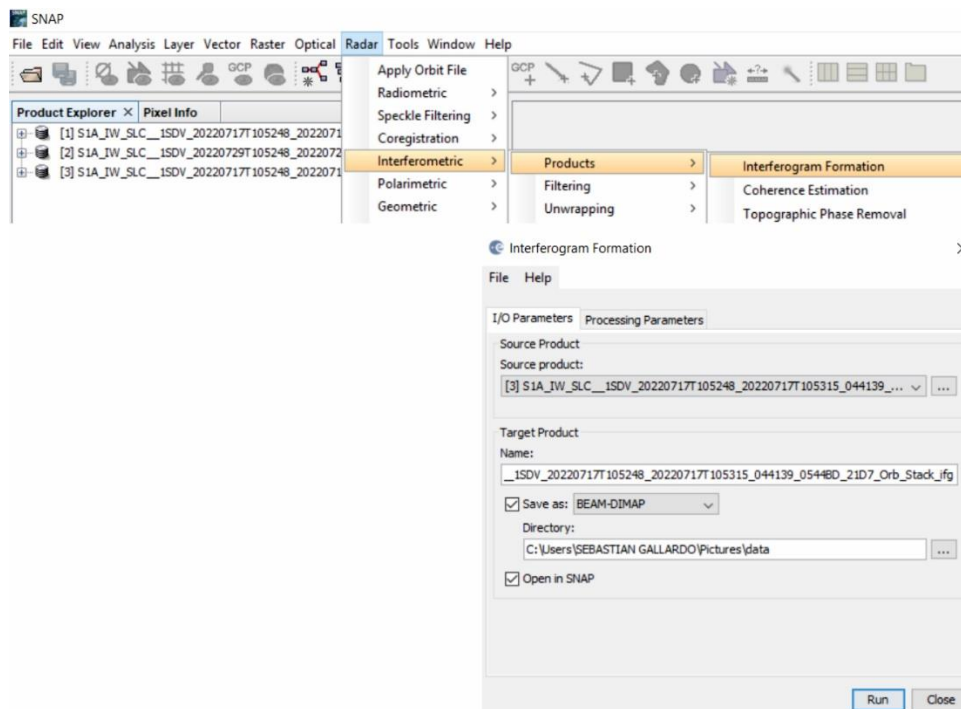 SNAP
File Edit View Analysis Layer Vector Raster Optical Radar Tools Window Help
GCP
Apply Orbit File
GCP
Radiometric >
Product Explorer × Pixel Info
Speckle Filtering >
[1] S1A_IW_SLC__1SDV_20220717T105248_2022071
Coregistration >
[2] S1A_IW_SLC__1SDV_20220729T105248_2022072
Interferometric > Products > Interferogram Formation
[3] S1A_IW_SLC__1SDV_20220717T105248_2022071
Polarimetric > Filtering > Coherence Estimation
Geometric > Unwrapping > Topographic Phase Removal
Interferogram Formation
File Help
I/O Parameters Processing Parameters
Source Product
Source product:
[3] S1A_IW_SLC__1SDV_20220717T105248_20220717T105315_044139_... ...
Target Product
Name:
__1SDV_20220717T105248_20220717T105315_044139_0544BD_21D7_Orb_Stack_ifg
Save as: BEAM-DIMAP
Directory:
C:\Users\SEBASTIAN GALLARDO\Pictures\data ...
Open in SNAP
Run Close